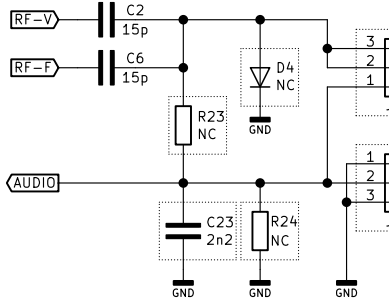 C2
RF-V
15p
3
C6
D4
2
RF-F
NC
15p
1
R23
NC
GND
1
AUDIO
2
3
C23
R24
2n2
NC
GND
GND
GND